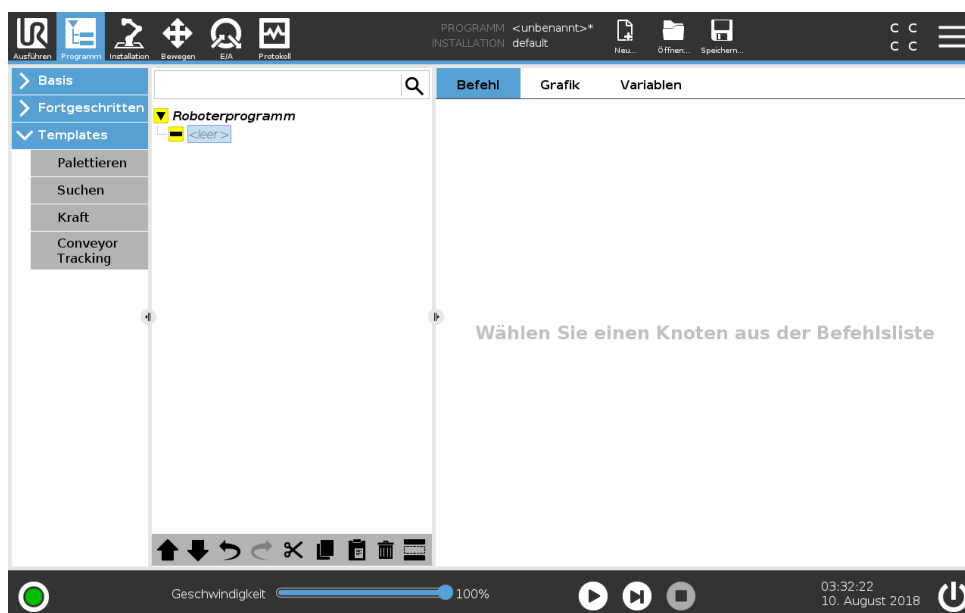 PROGRAMM <unbenannt>*
INSTALLATION default
Ausführen Programm Installation Bewegen E/A Protokoll
Neu... Öffnen... Speichern...
C C
C C
Basis
Fortgeschritten
Templates
Palettieren
Suchen
Kraft
Conveyor
Tracking
Roboterprogramm
<leer>
Befehl Grafik Variablen
Wählen Sie einen Knoten aus der Befehlsliste
Geschwindigkeit 100%
03:32:22
10. August 2018